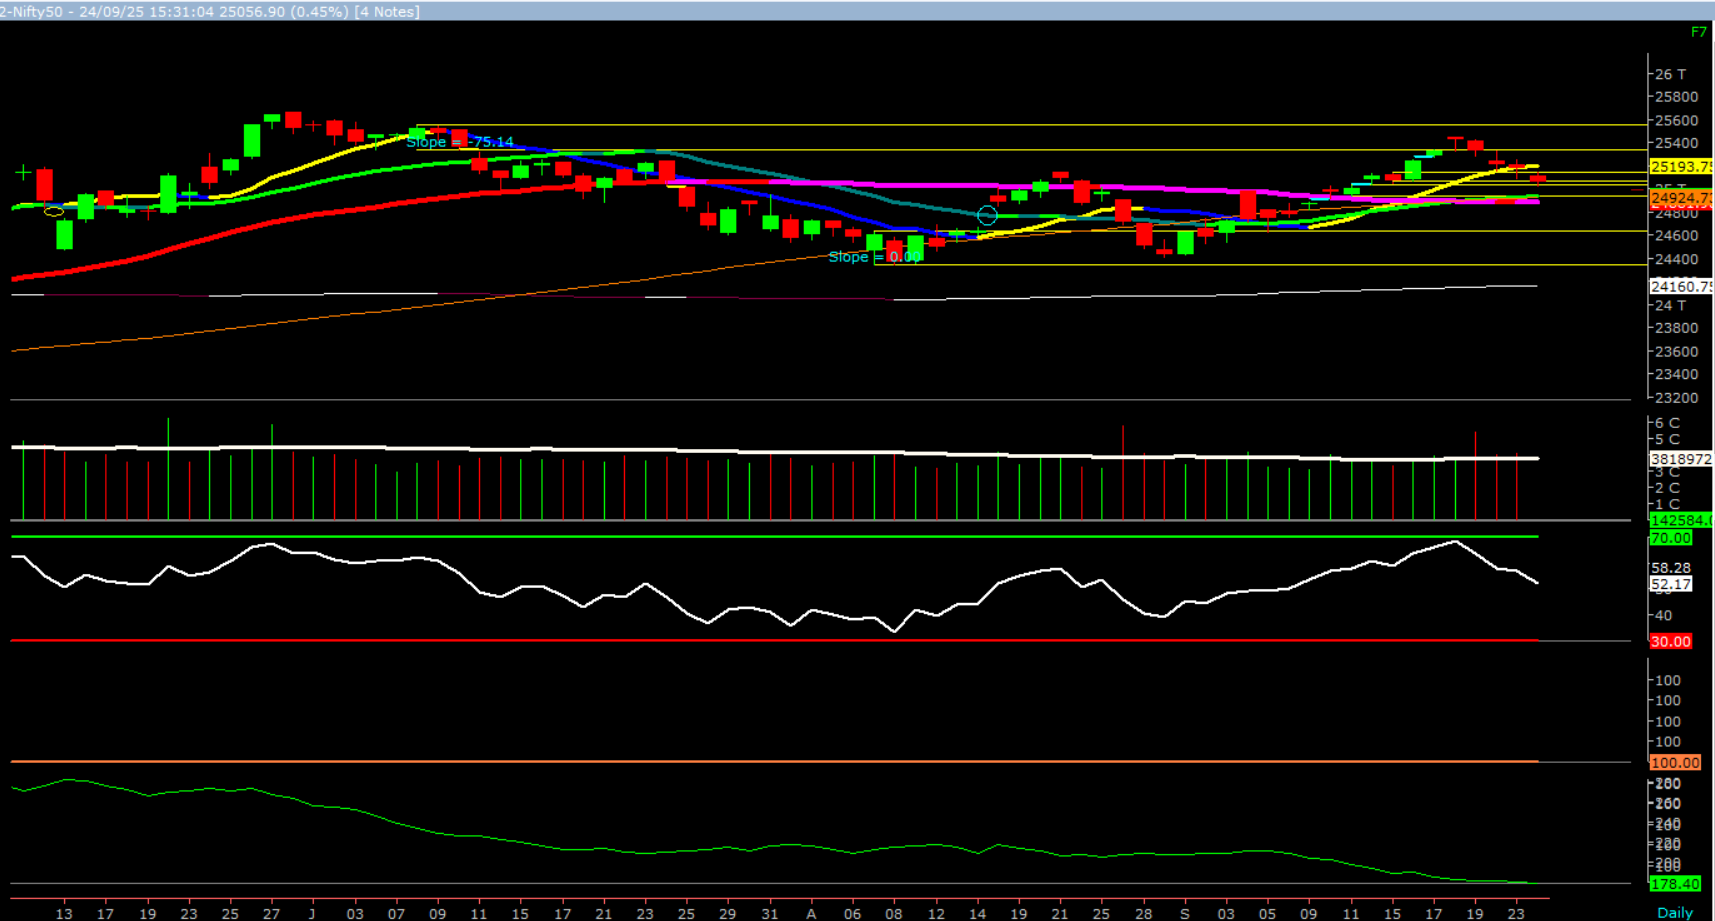 2-Nifty50 - 24/09/25 15:31:04 25056.90 (0.45%) [4 Notes]
F7
26 T
25800
25600
25400
25193.75
24924.73
24800
24600
24400
24160.75
24 T
23800
23600
23400
23200
Slope = -75.14
Slope = 0.00
6 C
5 C
3818972
3 C
2 C
1 C
142584.0
70.00
58.28
52.17
40
30.00
100
100
100
100
100.00
178.40
13 17 19 23 25 27 J 03 07 09 11 15 17 21 23 25 29 31 A 06 08 12 14 19 21 25 28 S 03 05 09 11 15 17 19 23
Daily